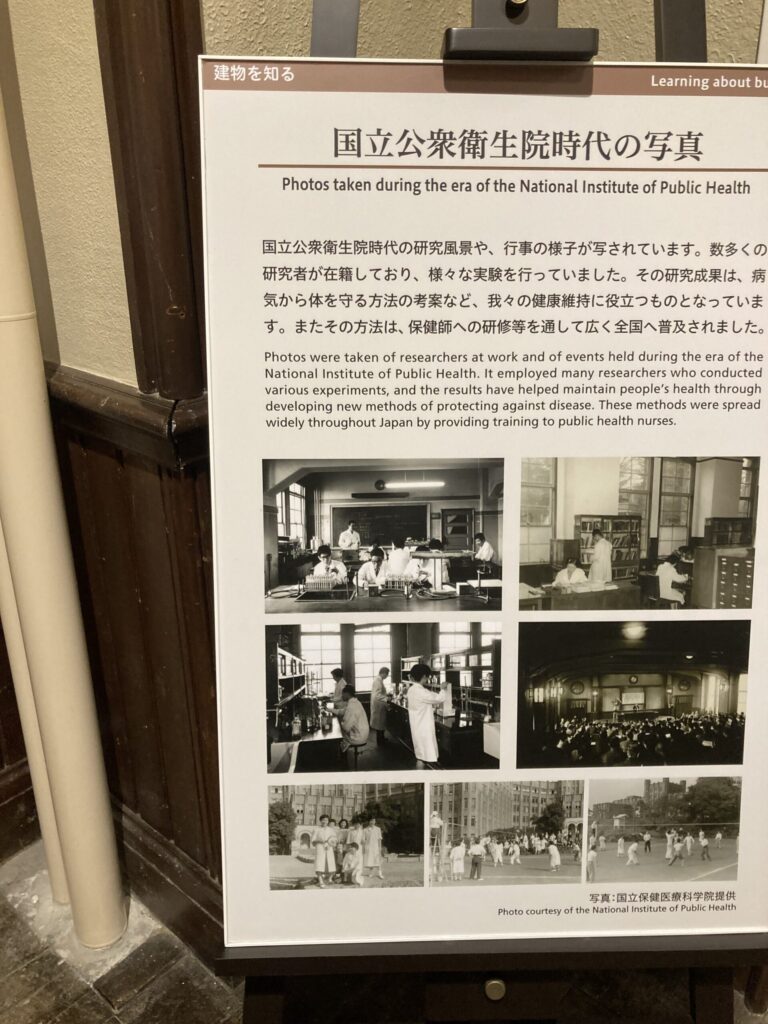 建物を知る
Learning about bu
国立公衆衛生院時代の写真
Photos taken during the era of the National Institute of Public Health
国立公衆衛生院時代の研究風景や、行事の様子が写されています。数多くの
研究者が在籍しており、様々な実験を行っていました。その研究成果は、病
気から体を守る方法の考案など、我々の健康維持に役立つものとなっていま
す。またその方法は、保健師への研修等を通して広く全国へ普及されました。
Photos were taken of researchers at work and of events held during the era of the
National Institute of Public Health. It employed many researchers who conducted
various experiments, and the results have helped maintain people's health through
developing new methods of protecting against disease. These methods were spread
widely throughout Japan by providing training to public health nurses.
写真：国立保健医療科学院提供
Photo courtesy of the National Institute of Public Health